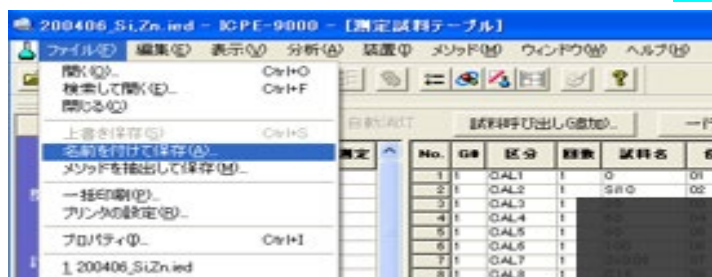 200406_Si,Zn.ied - ICPE-9000 - [測定試料テーブル]
ファイル(F) 編集(E) 表示(V) 分析(A) 装置(I) メソッド(M) ウィンドウ(W) ヘルプ(H)
開く(O)... Ctrl+O
検索して開く(E)... Ctrl+F
閉じる(C)
上書き保存(S) Ctrl+S
名前を付けて保存(A)...
メソッドを抽出して保存(M)...
一括印刷(P)...
プリンタの設定(R)...
プロパティ(I)... Ctrl+I
1 200406_Si,Zn.ied
試料呼び出し(追加)...
測定 No. G# 区分 回数 試料名
1 1 CAL1 1 0 01
2 1 CAL2 1 02
3 1 CAL3 1
4 1 CAL4 1
5 1 CAL5 1
6 1 CAL6 1
7 1 CAL7 1
8 1 CAL8 1